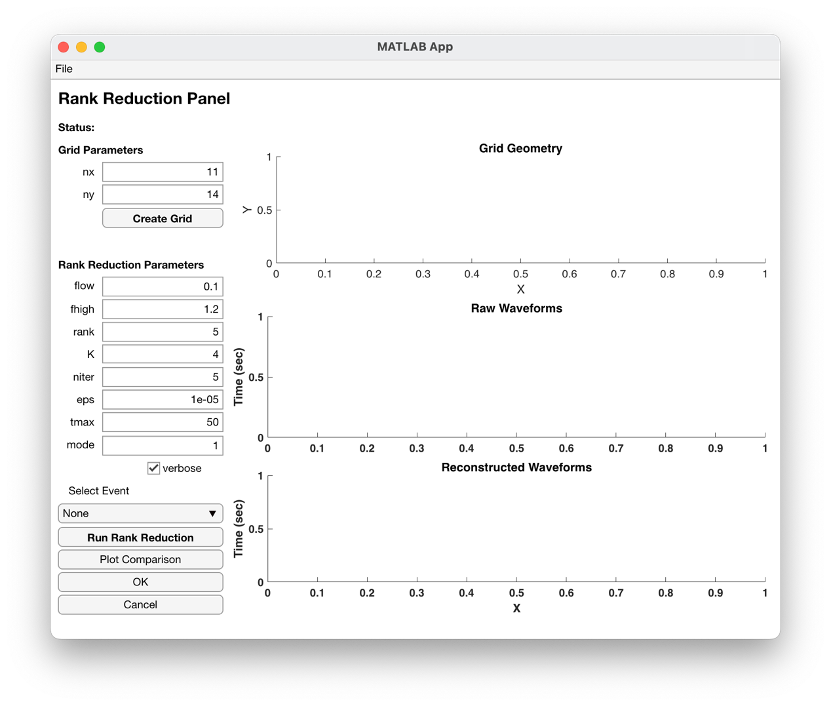 MATLAB App
File
Rank Reduction Panel
Status:
Grid Parameters
nx 11
ny 14
Create Grid
Rank Reduction Parameters
flow 0.1
fhigh 1.2
rank 5
K 4
niter 5
eps 1e-05
tmax 50
mode 1
verbose
Select Event
None
Run Rank Reduction
Plot Comparison
OK
Cancel
Grid Geometry
1
0.5
0
Y
0 0.1 0.2 0.3 0.4 0.5 0.6 0.7 0.8 0.9 1
X
Raw Waveforms
1
0.5
0
Time (sec)
0 0.1 0.2 0.3 0.4 0.5 0.6 0.7 0.8 0.9 1
Reconstructed Waveforms
1
0.5
0
Time (sec)
0 0.1 0.2 0.3 0.4 0.5 0.6 0.7 0.8 0.9 1
X